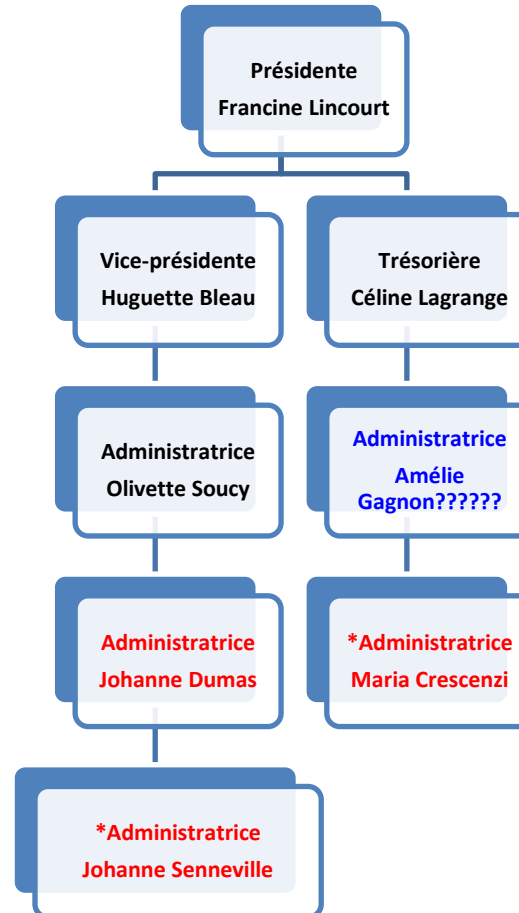 Présidente
Francine Lincourt
Vice-présidente
Huguette Bleau
Trésorière
Céline Lagrange
Administratrice
Olivette Soucy
Administratrice
Amélie
Gagnon??????
Administratrice
Johanne Dumas
*Administratrice
Maria Crescenzi
*Administratrice
Johanne Senneville